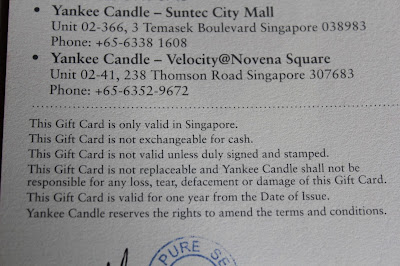 • Yankee Candle – Suntec City Mall
Unit 02-366, 3 Temasek Boulevard Singapore 038983
Phone: +65-6338 1608
• Yankee Candle – Velocity@Novena Square
Unit 02-41, 238 Thomson Road Singapore 307683
Phone: +65-6352-9672
This Gift Card is only valid in Singapore.
This Gift Card is not exchangeable for cash.
This Gift Card is not valid unless duly signed and stamped.
This Gift Card is not replaceable and Yankee Candle shall not be
responsible for any loss, tear, defacement or damage of this Gift Card.
This Gift Card is valid for one year from the Date of Issue.
Yankee Candle reserves the rights to amend the terms and conditions.
PURE SE